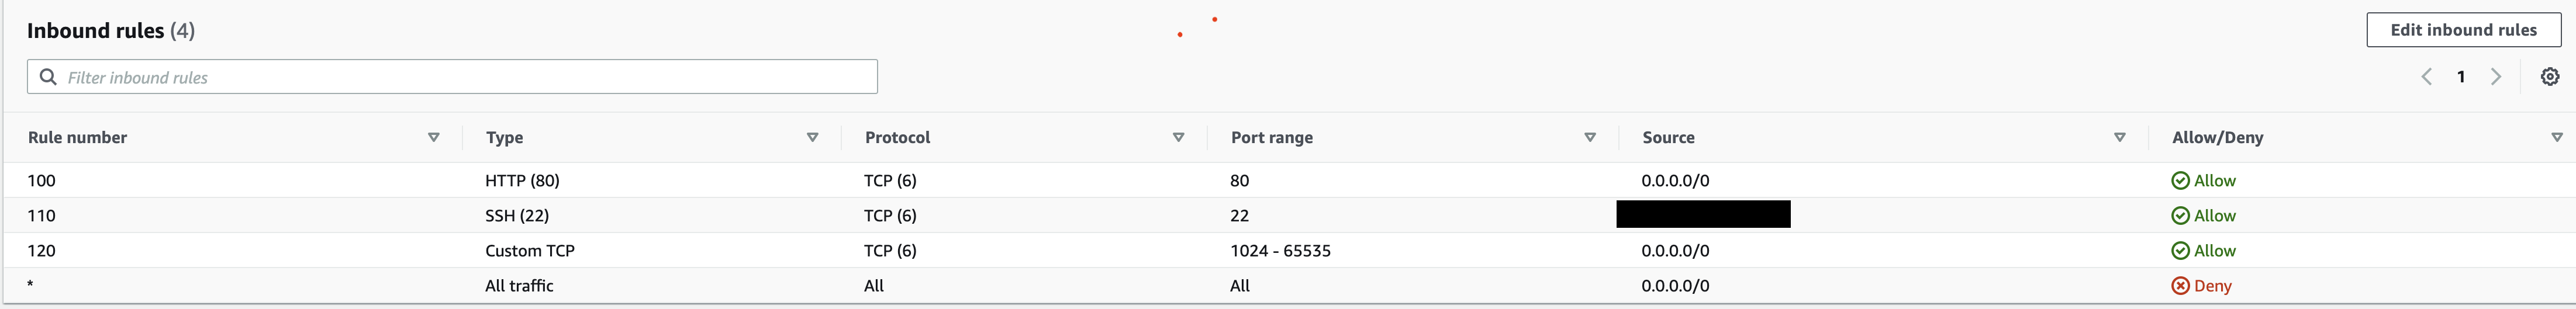 Inbound rules (4)
Edit inbound rules
Filter inbound rules
1
Rule number Type Protocol Port range Source Allow/Deny
100 HTTP (80) TCP (6) 80 0.0.0.0/0 Allow
110 SSH (22) TCP (6) 22 Allow
120 Custom TCP TCP (6) 1024 - 65535 0.0.0.0/0 Allow
* All traffic All All 0.0.0.0/0 Deny